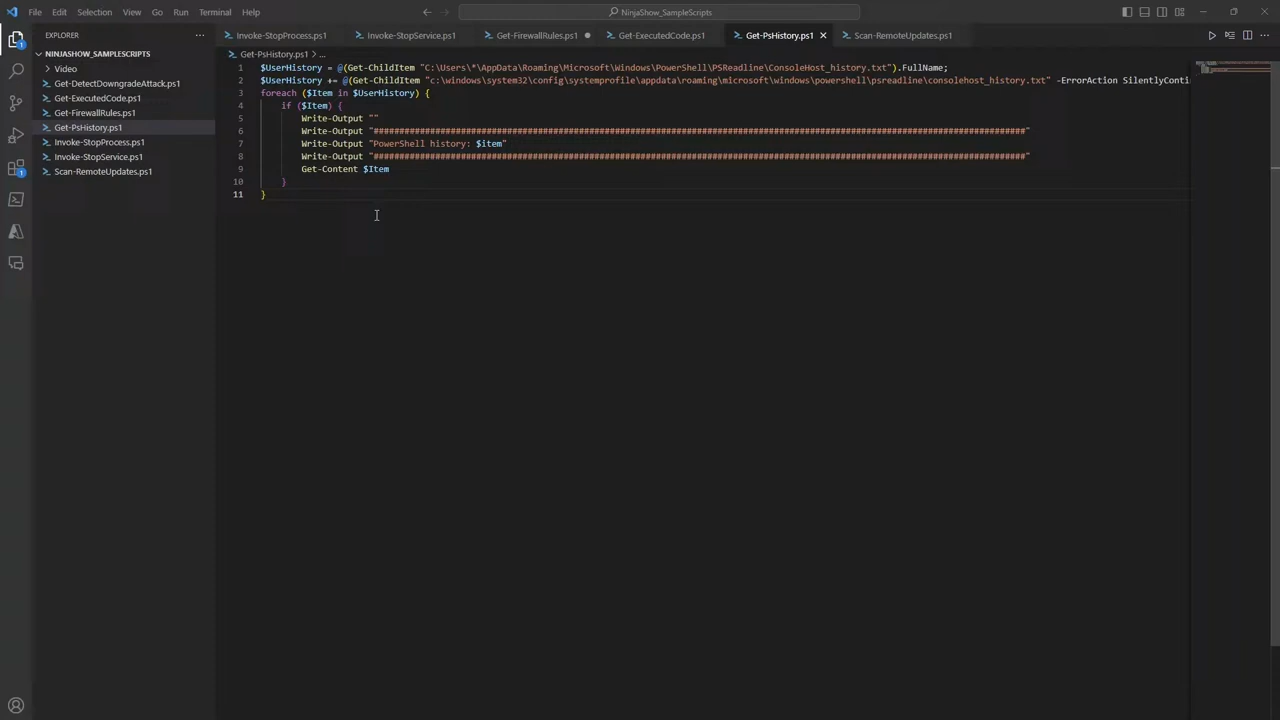 File Edit Selection View Go Run Terminal Help
NinjaShow_SampleScripts
EXPLORER
NINJASHOW_SAMPLESCRIPTS
Video
Get-DetectDowngradeAttack.ps1
Get-ExecutedCode.ps1
Get-FirewallRules.ps1
Get-PsHistory.ps1
Invoke-StopProcess.ps1
Invoke-StopService.ps1
Scan-RemoteUpdates.ps1
Invoke-StopProcess.ps1 Invoke-StopService.ps1 Get-FirewallRules.ps1 Get-ExecutedCode.ps1 Get-PsHistory.ps1 Scan-RemoteUpdates.ps1
Get-PsHistory.ps1 > ...
1 $UserHistory = @(Get-ChildItem "C:\Users\*\AppData\Roaming\Microsoft\Windows\PowerShell\PSReadline\ConsoleHost_history.txt").FullName;
2 $UserHistory += @(Get-ChildItem "c:\windows\system32\config\systemprofile\appdata\roaming\microsoft\windows\powershell\psreadline\consolehost_history.txt" -ErrorAction SilentlyConti
3 foreach ($Item in $UserHistory) {
4 if ($Item) {
5 Write-Output ""
6 Write-Output "###############################################################################################"
7 Write-Output "PowerShell history: $item"
8 Write-Output "###############################################################################################"
9 Get-Content $Item
10 }
11 }